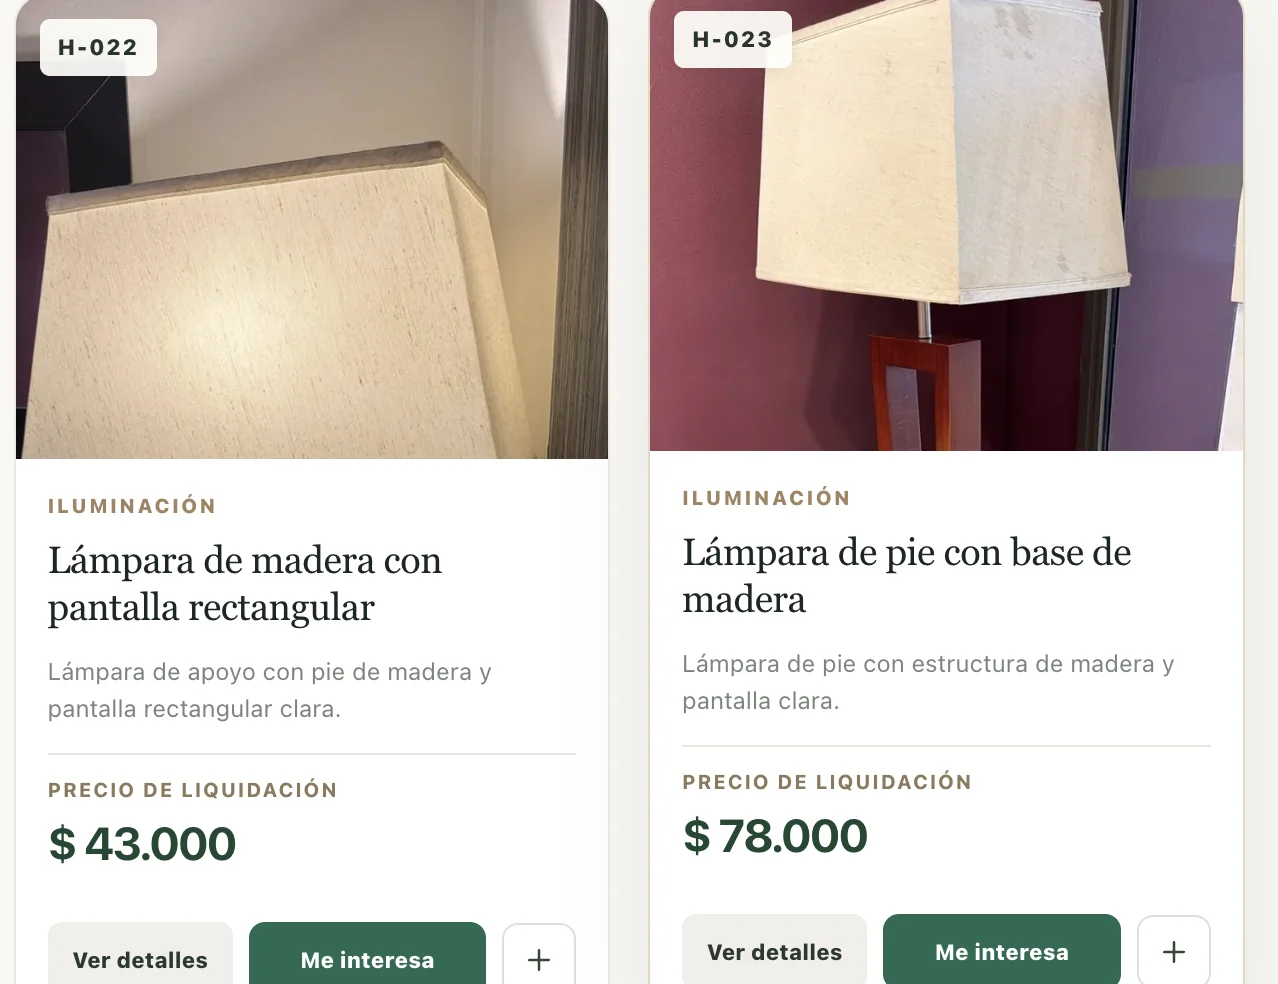 H-022
ILUMINACIÓN
Lámpara de madera con
pantalla rectangular
Lámpara de apoyo con pie de madera y
pantalla rectangular clara.
PRECIO DE LIQUIDACIÓN
$ 43.000
Ver detalles
Me interesa
+
H-023
ILUMINACIÓN
Lámpara de pie con base de
madera
Lámpara de pie con estructura de madera y
pantalla clara.
PRECIO DE LIQUIDACIÓN
$ 78.000
Ver detalles
Me interesa
+